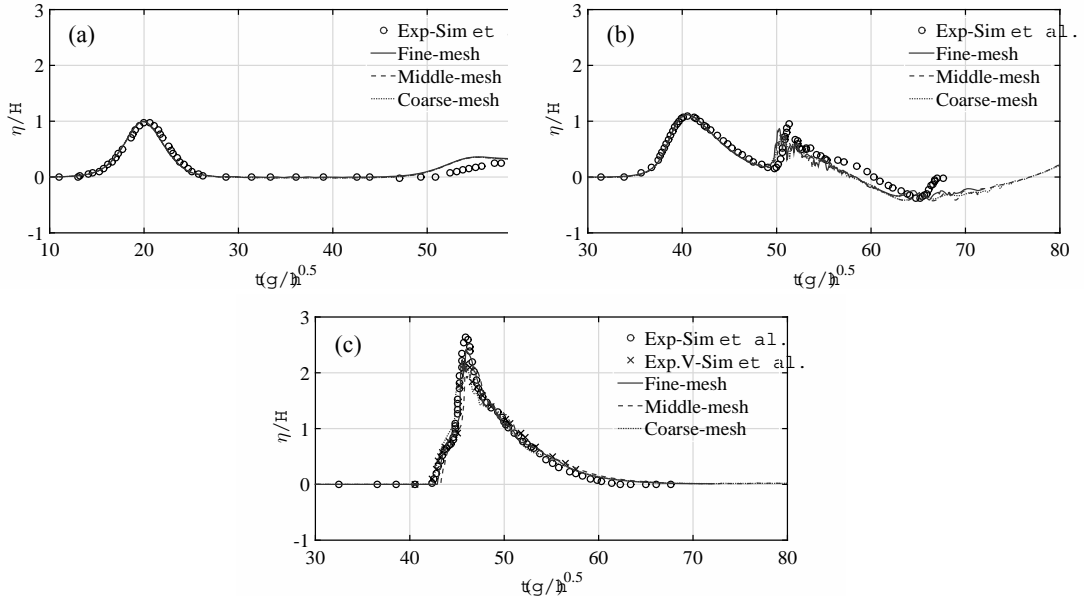 (a)
Exp-Sim et
Fine-mesh
Middle-mesh
Coarse-mesh
η/H
3
2
1
0
-1
10 20 30 40 50
t(g/h)^0.5
(b)
Exp-Sim et al.
Fine-mesh
Middle-mesh
Coarse-mesh
η/H
3
2
1
0
-1
30 40 50 60 70 80
t(g/h)^0.5
(c)
Exp-Sim et al.
Exp.V-Sim et al.
Fine-mesh
Middle-mesh
Coarse-mesh
η/H
3
2
1
0
-1
30 40 50 60 70 80
t(g/h)^0.5